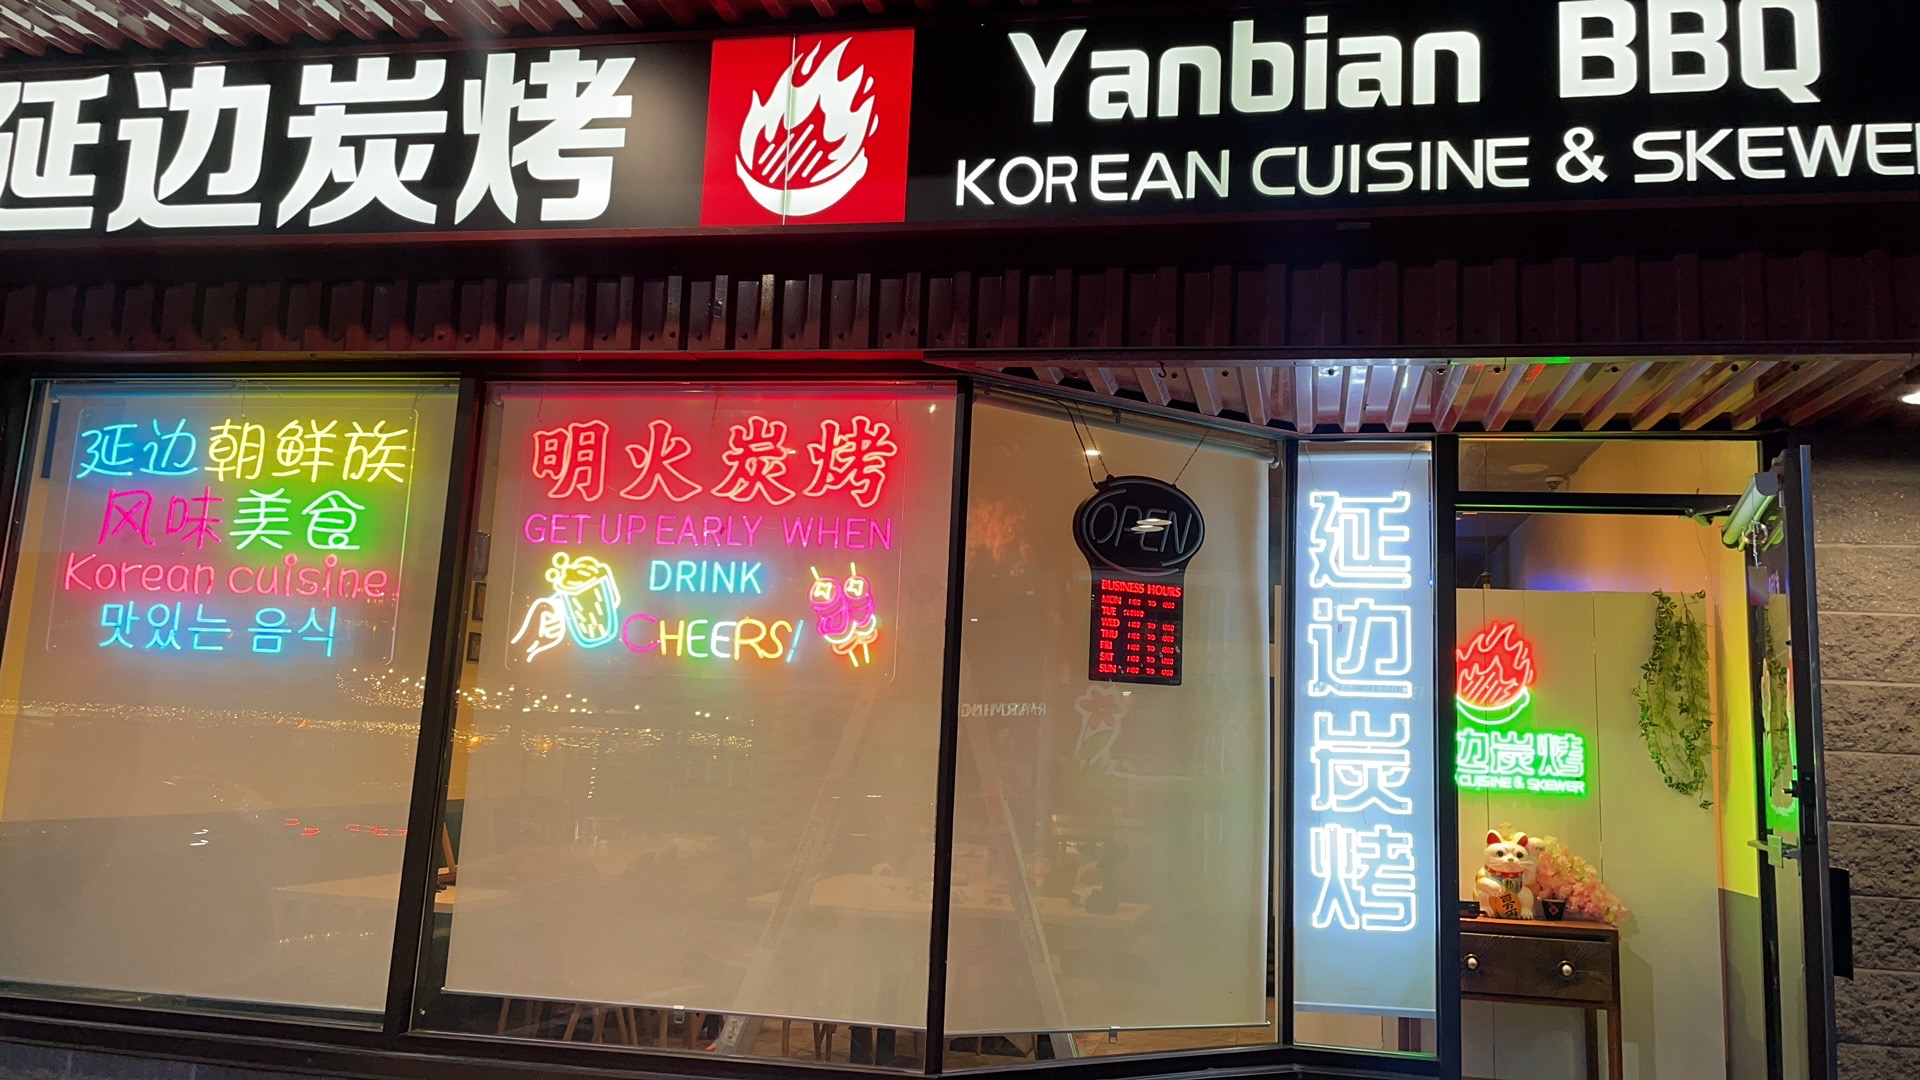 延边炭烤
Yanbian BBQ
KOREAN CUISINE & SKEWER
延边朝鲜族
风味美食
Korean cuisine
맛있는 음식
明火炭烤
GET UP EARLY WHEN
DRINK
CHEERS!
OPEN
BUSINESS HOURS
MON
TUE CLOSED
WED
THU
FRI
SAT
SUN
延边炭烤
边炭烤
CUISINE & SKEWER